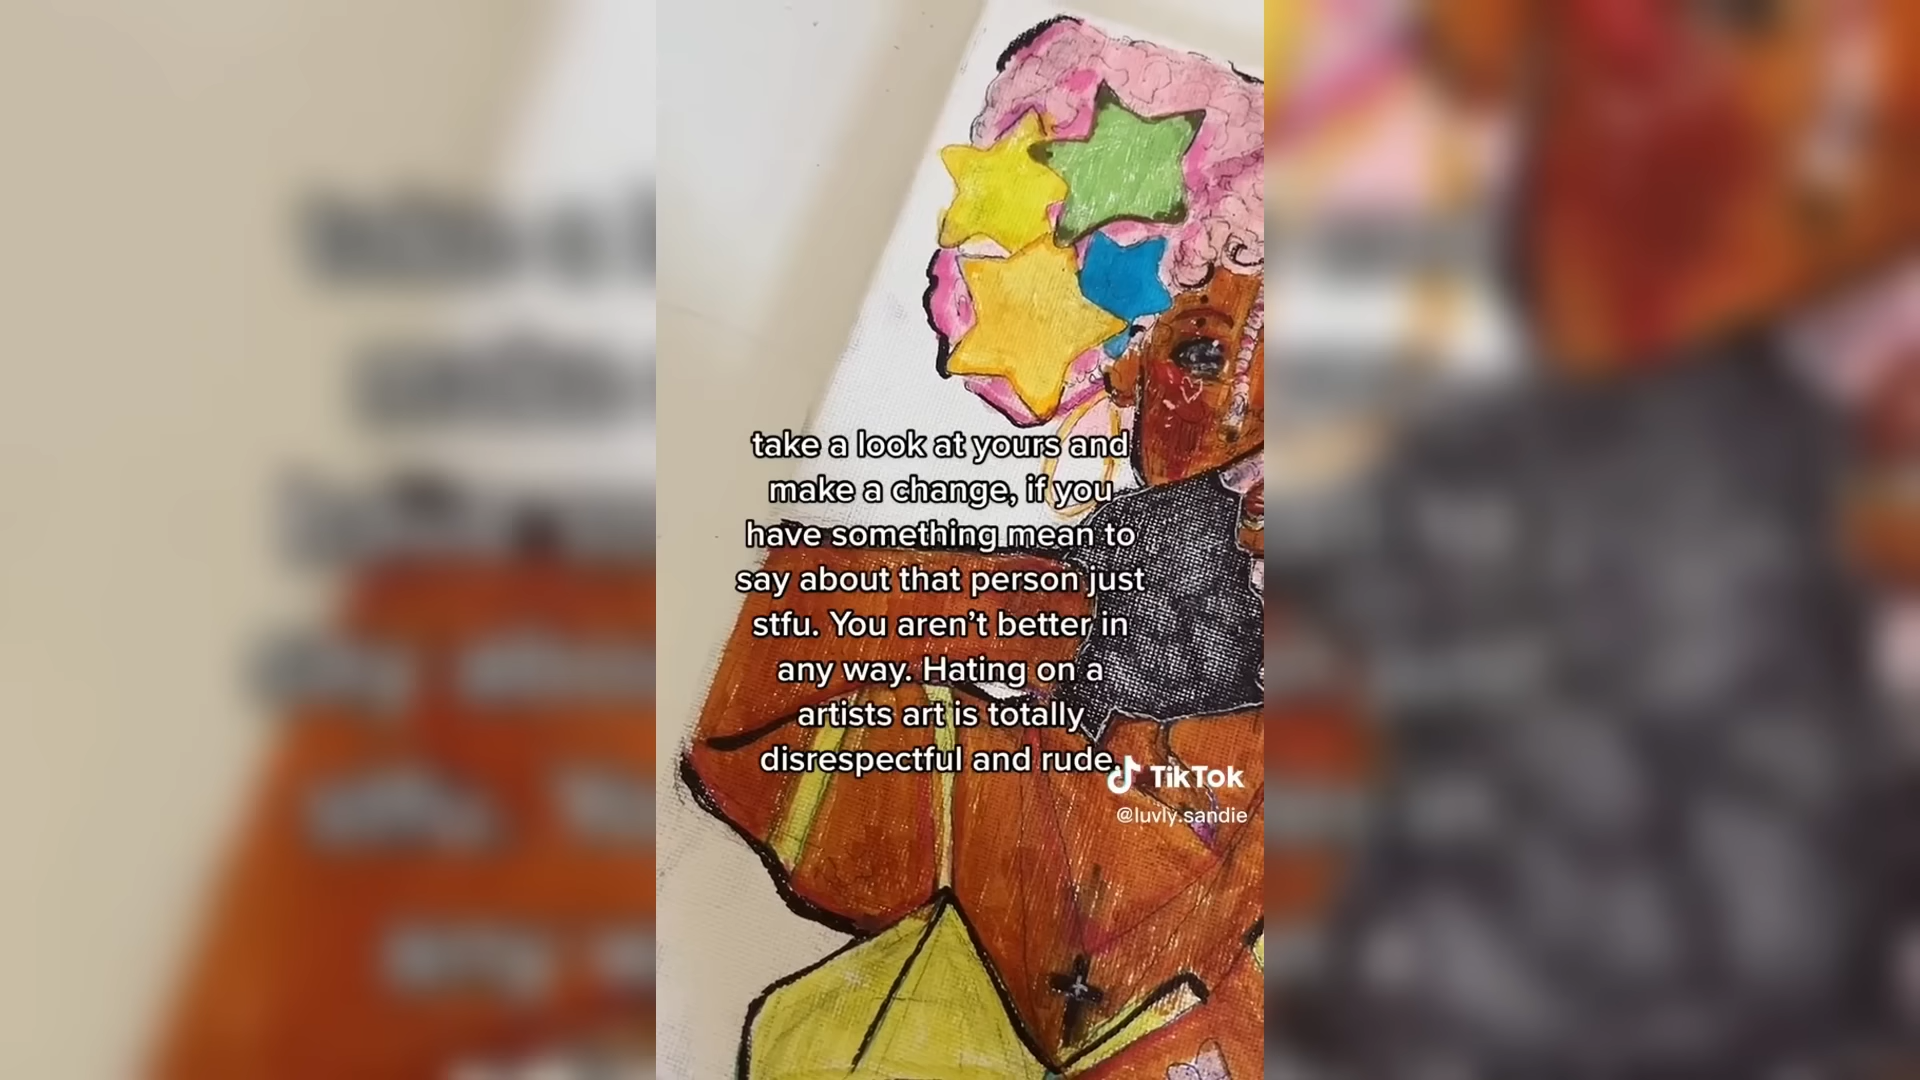 take a look at yours and
make a change, if you
have something mean to
say about that person just
stfu. You aren’t better in
any way. Hating on a
artists art is totally
disrespectful and rude.
TikTok
@luvly.sandie